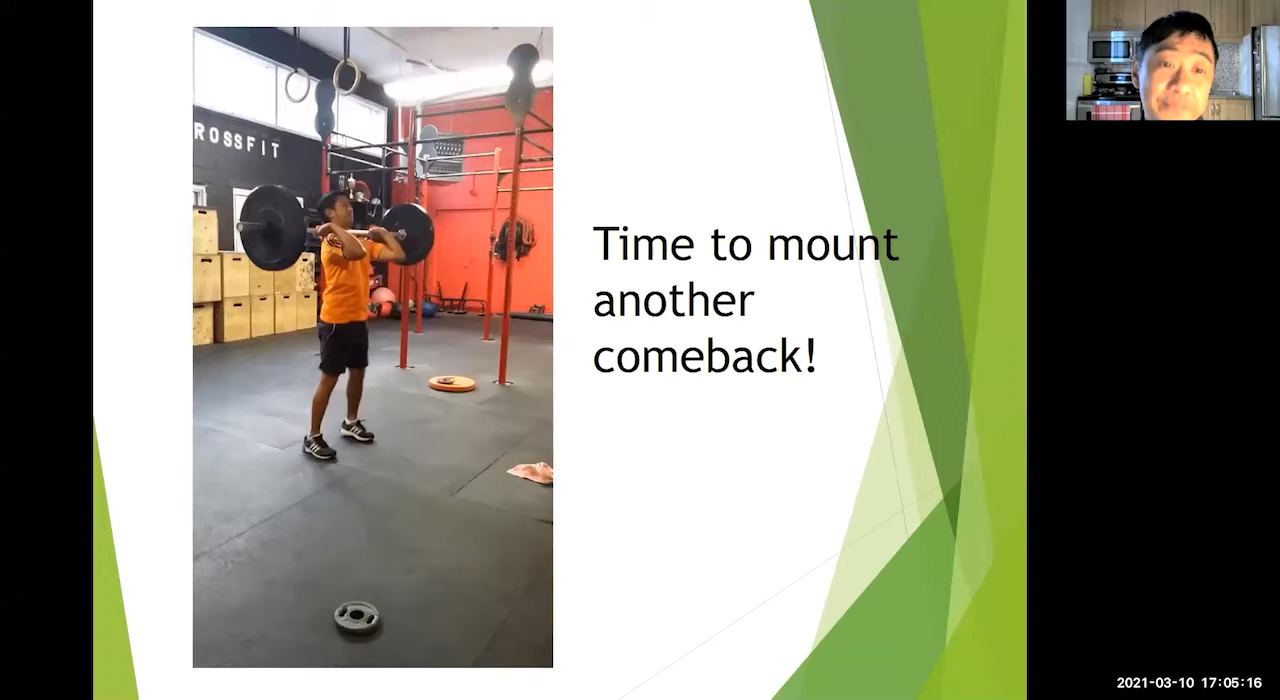 ROSSFIT
Time to mount
another
comeback!
2021-03-10 17:05:16